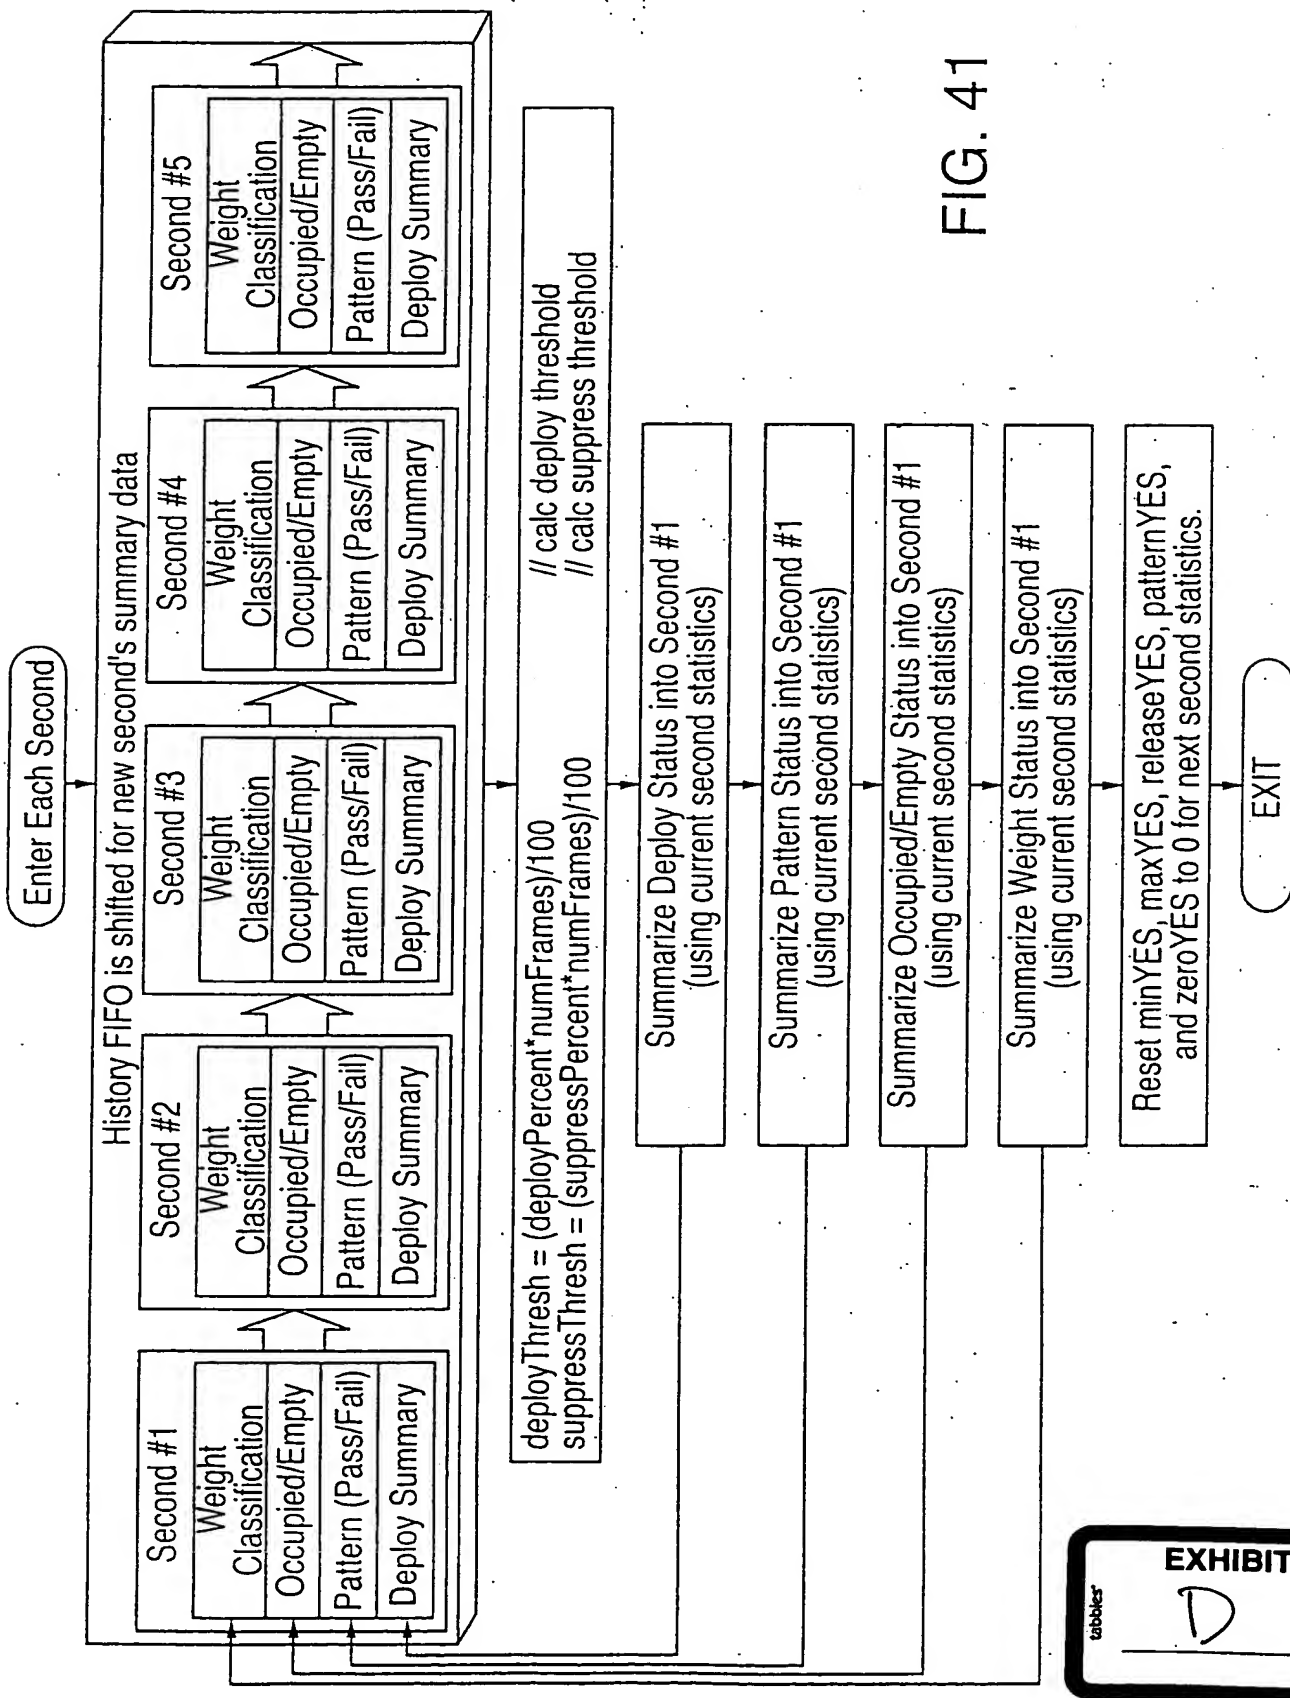 Enter Each Second
History FIFO is shifted for new second's summary data
Second #1
Weight
Classification
Occupied/Empty
Pattern (Pass/Fail)
Deploy Summary
Second #2
Weight
Classification
Occupied/Empty
Pattern (Pass/Fail)
Deploy Summary
Second #3
Weight
Classification
Occupied/Empty
Pattern (Pass/Fail)
Deploy Summary
Second #4
Weight
Classification
Occupied/Empty
Pattern (Pass/Fail)
Deploy Summary
Second #5
Weight
Classification
Occupied/Empty
Pattern (Pass/Fail)
Deploy Summary
deployThresh = (deployPercent*numFrames)/100 // calc deploy threshold
suppressThresh = (suppressPercent*numFrames)/100 // calc suppress threshold
Summarize Deploy Status into Second #1
(using current second statistics)
Summarize Pattern Status into Second #1
(using current second statistics)
Summarize Occupied/Empty Status into Second #1
(using current second statistics)
Summarize Weight Status into Second #1
(using current second statistics)
Reset minYES, maxYES, releaseYES, patternYES,
and zeroYES to 0 for next second statistics.
EXIT
FIG. 41
tabbies®
EXHIBIT
D